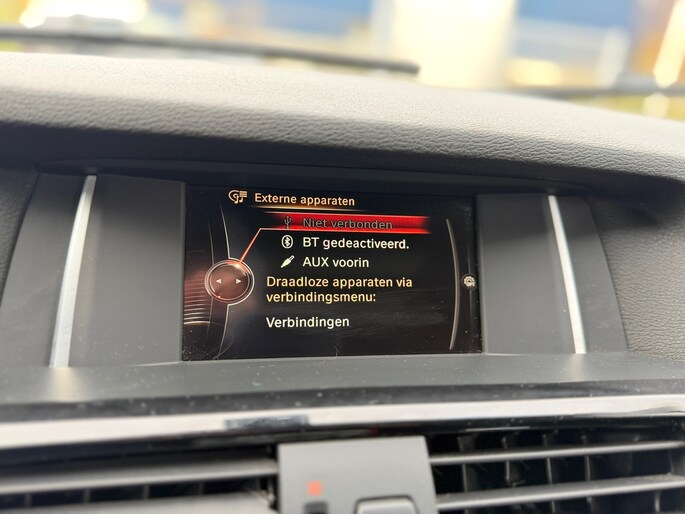 Externe apparaten
Niet verbonden
BT gedeactiveerd.
AUX voorin
Draadloze apparaten via
verbindingsmenu:
Verbindingen